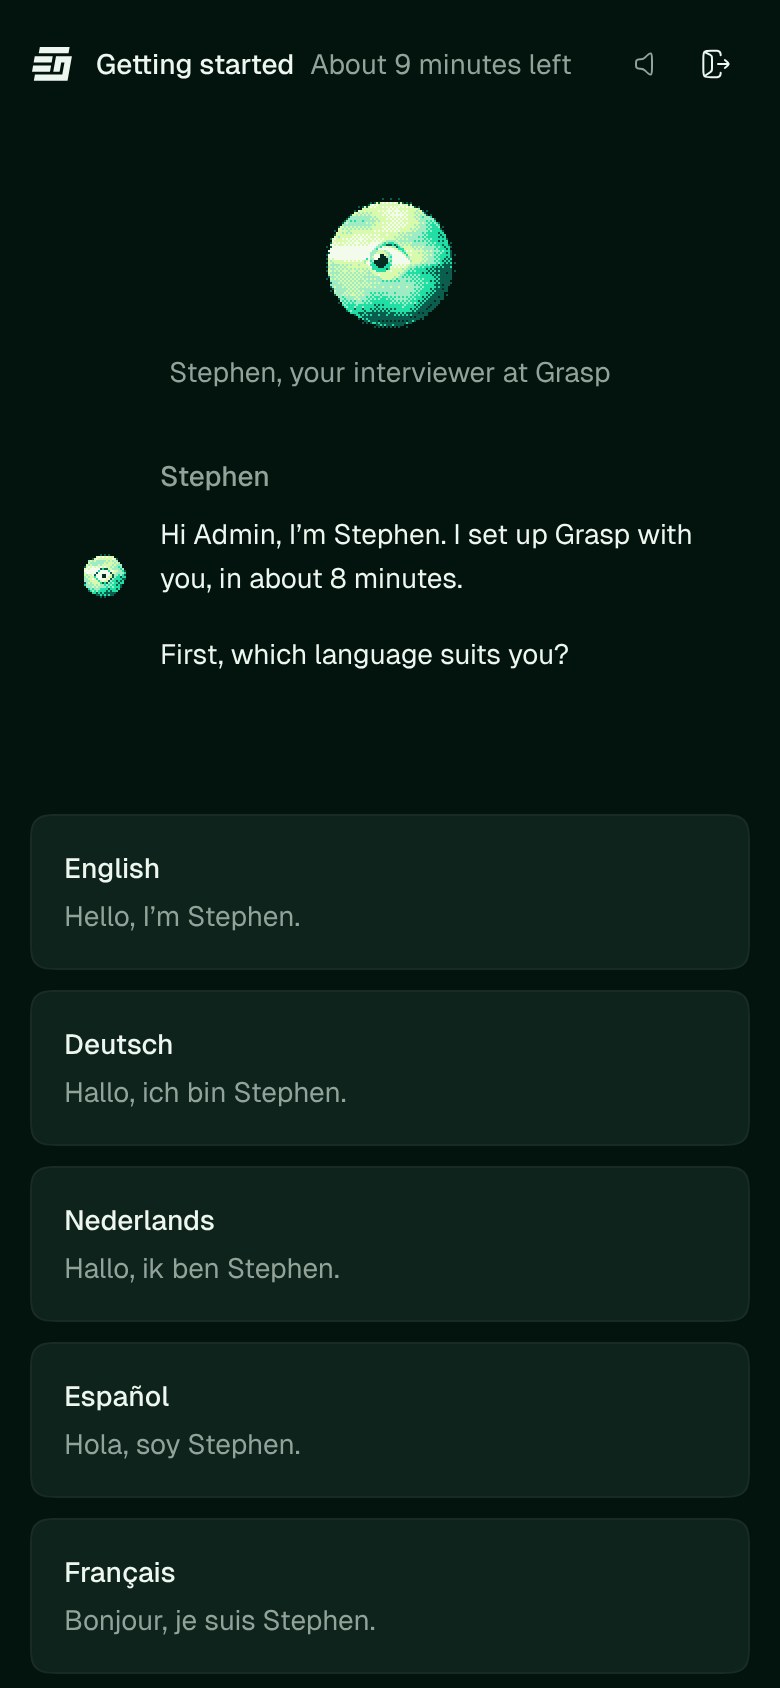 Getting started About 9 minutes left
Stephen, your interviewer at Grasp
Stephen
Hi Admin, I’m Stephen. I set up Grasp with
you, in about 8 minutes.
First, which language suits you?
English
Hello, I’m Stephen.
Deutsch
Hallo, ich bin Stephen.
Nederlands
Hallo, ik ben Stephen.
Español
Hola, soy Stephen.
Français
Bonjour, je suis Stephen.